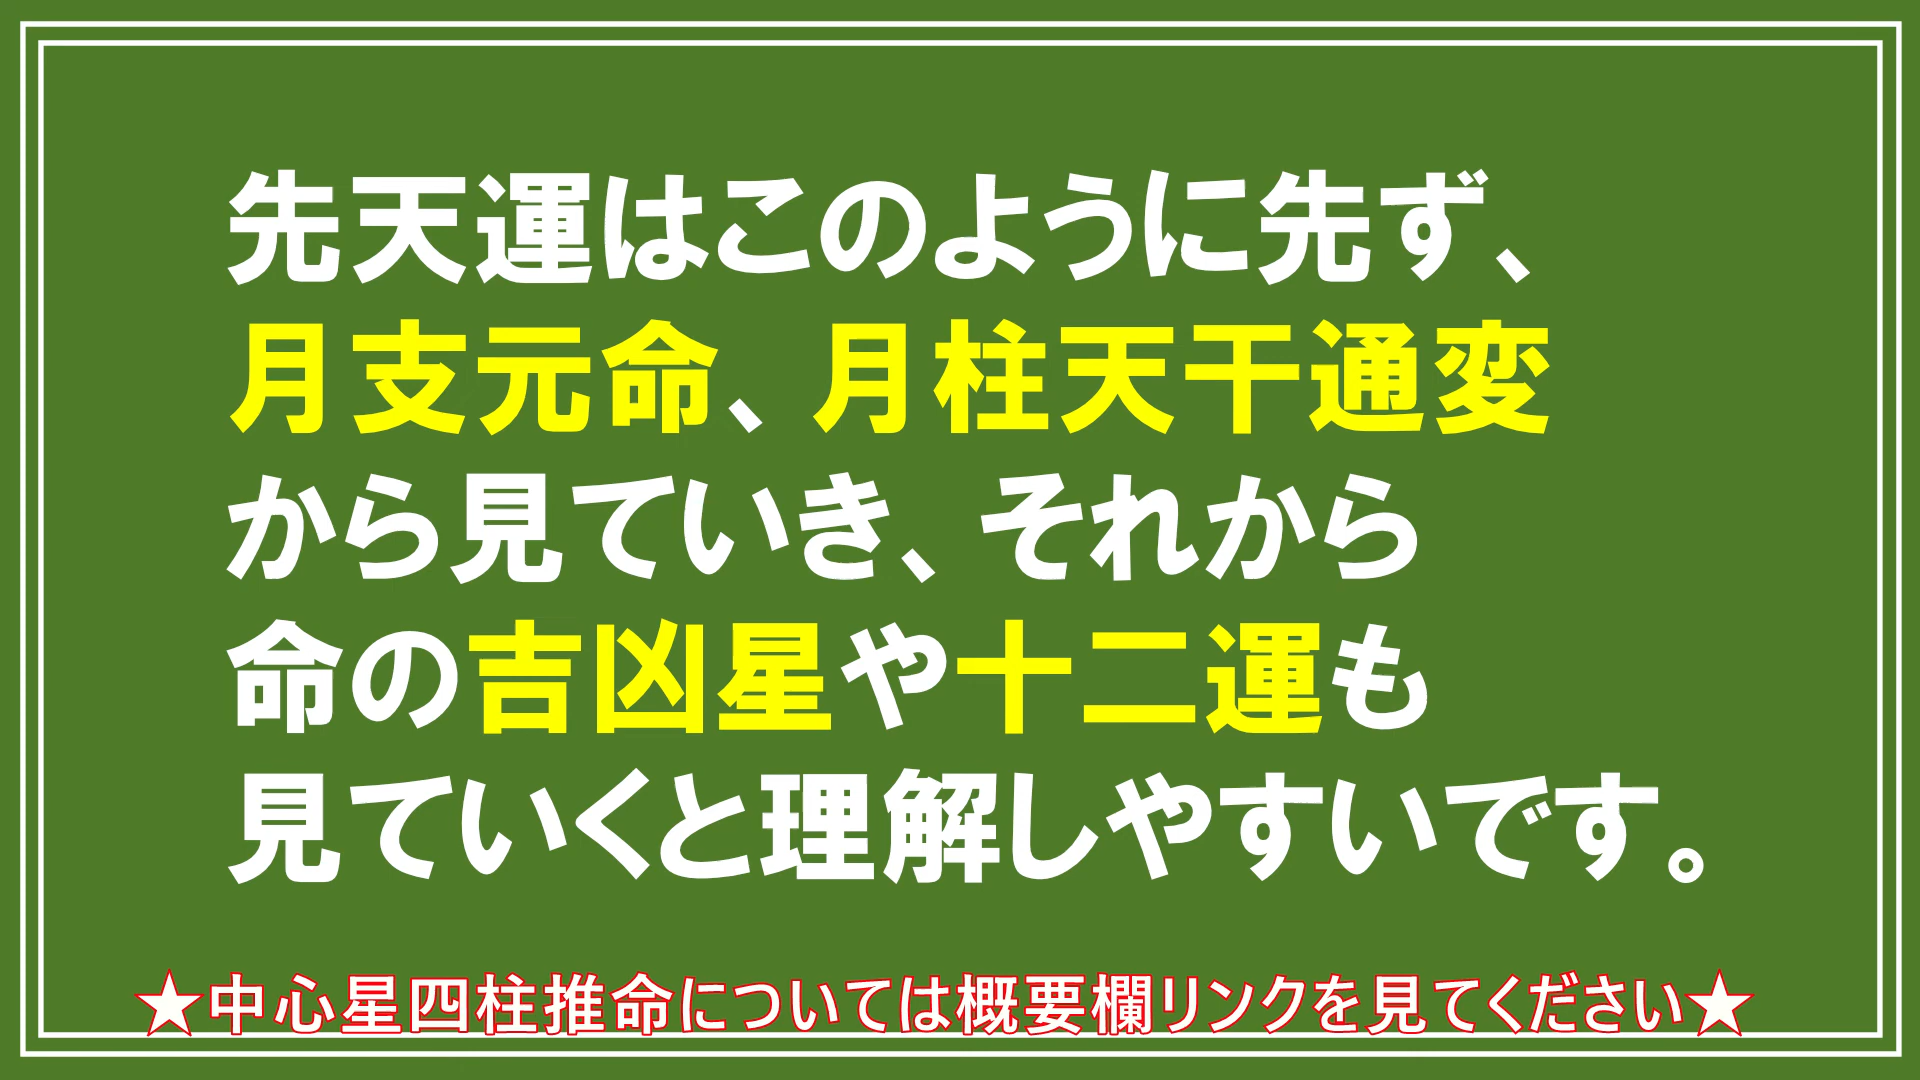 先天運はこのように先ず、
月支元命、月柱天干通変
から見ていき、それから
命の吉凶星や十二運も
見ていくと理解しやすいです。
★中心星四柱推命については概要欄リンクを見てください★